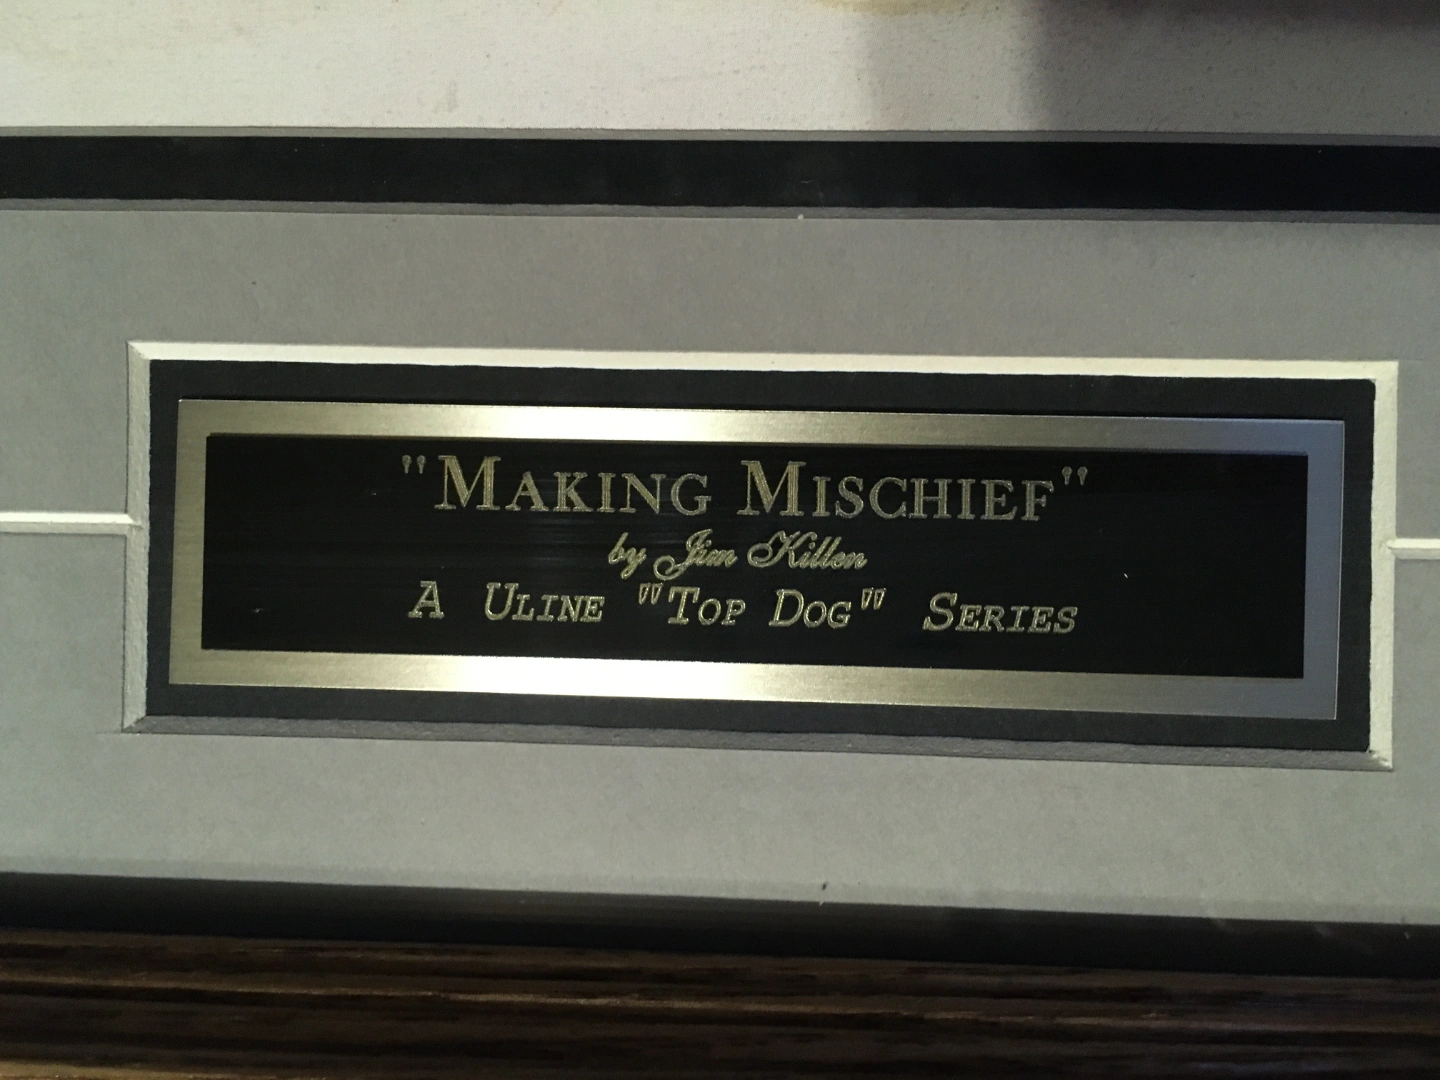 "Making Mischief"
by Jim Killen
A Uline "Top Dog" Series